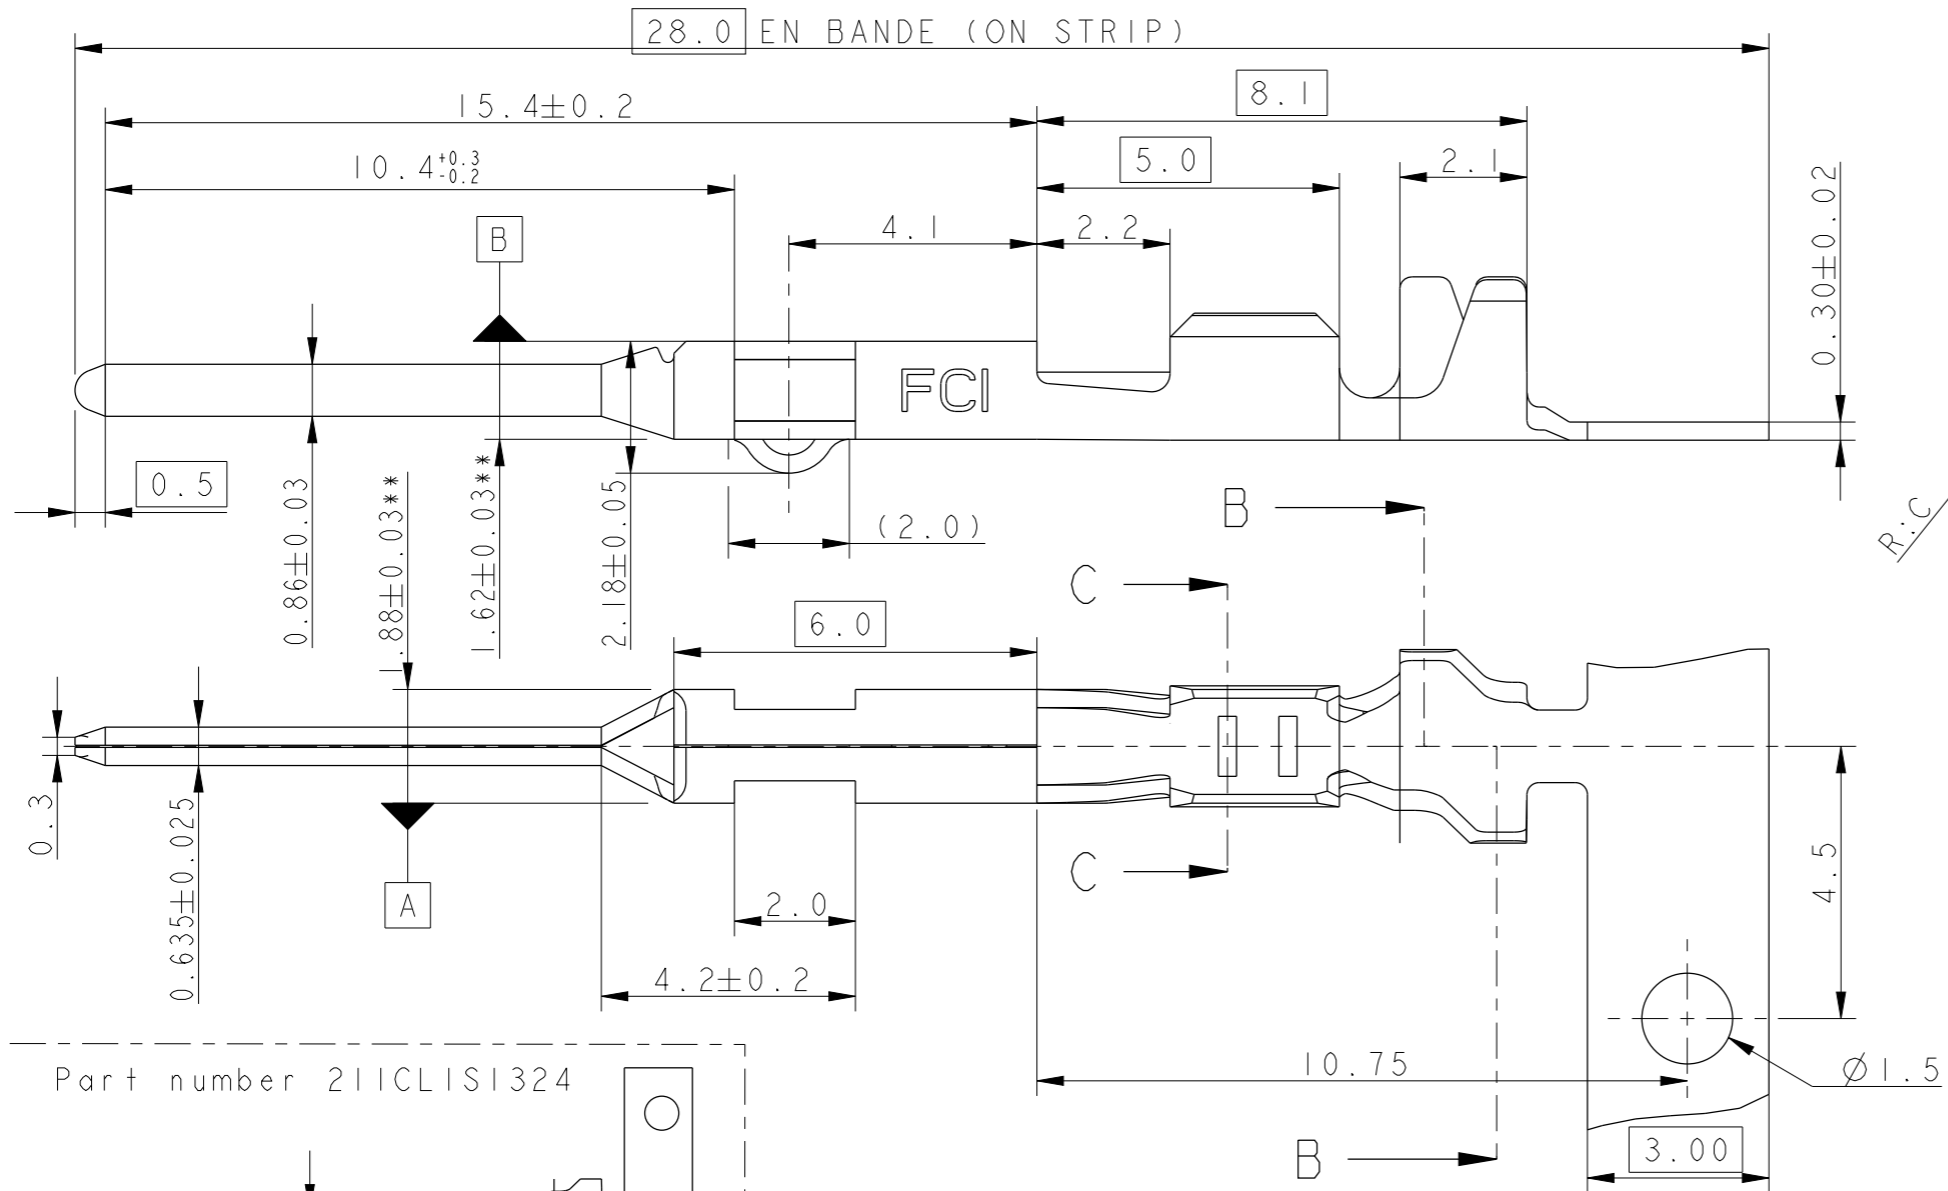 28.0 EN BANDE (ON STRIP)
15.4±0.2
8.1
10.4 +0.3 -0.2
5.0
2.1
4.1
2.2
B
0.30±0.02
FCI
0.5
0.86±0.03
1.88±0.03**
1.62±0.03**
2.18±0.05
(2.0)
B
R:C
C
6.0
0.3
0.635±0.025
A
C
2.0
4.5
4.2±0.2
10.75
Ø1.5
Part number 211CL1S1324
B
3.00